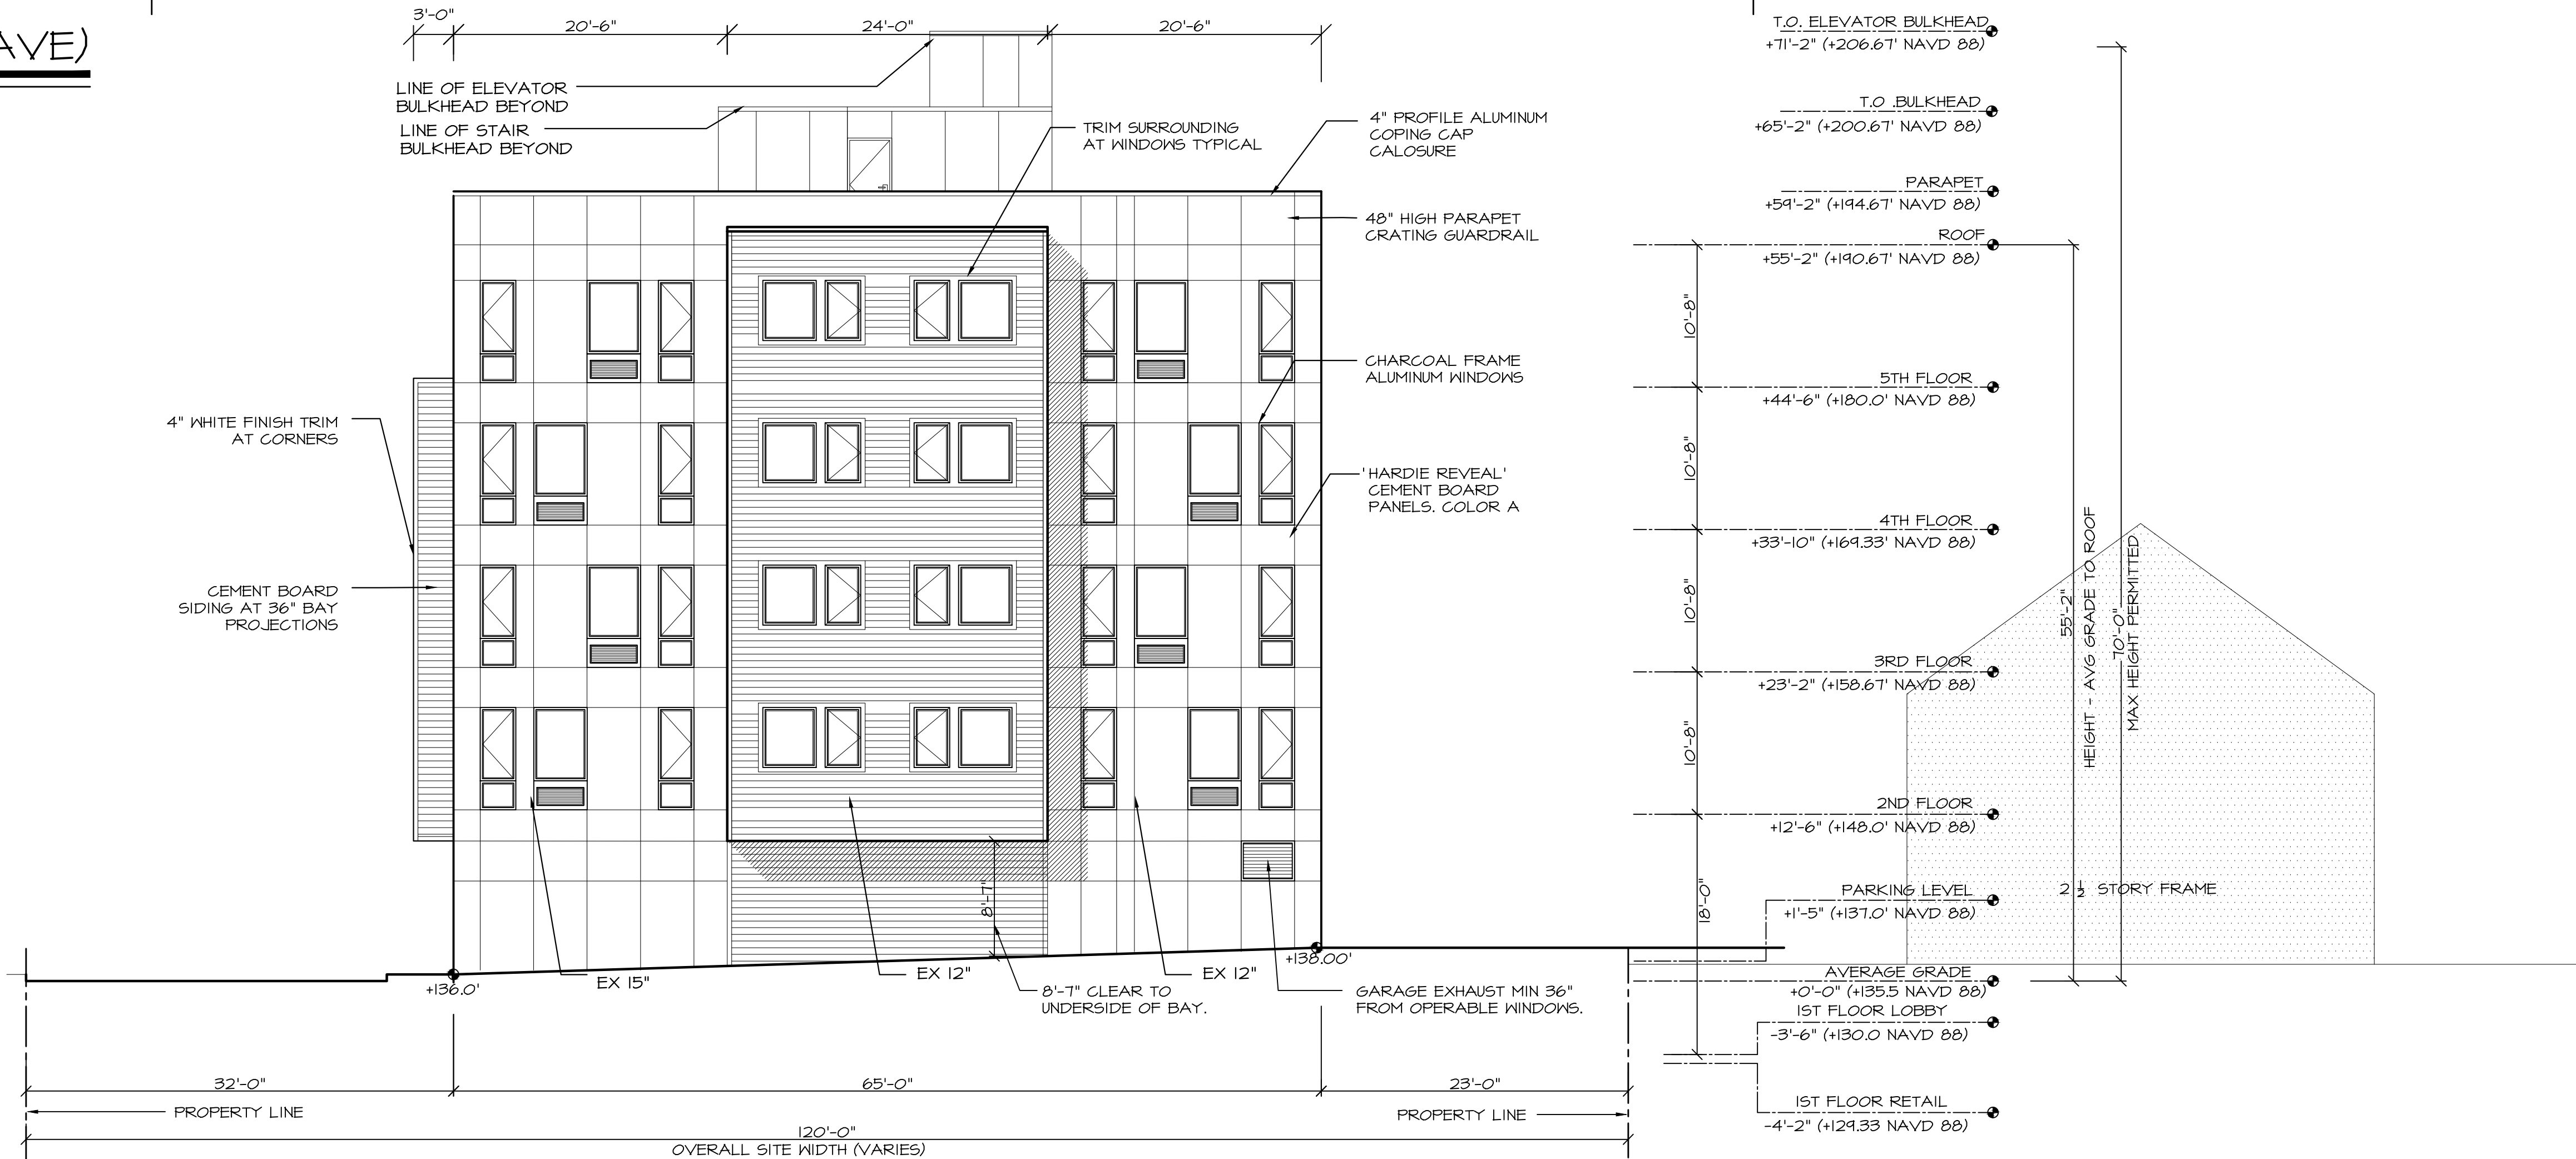 AVE)
3'-0"
20'-6"
24'-0"
20'-6"
LINE OF ELEVATOR
BULKHEAD BEYOND
LINE OF STAIR
BULKHEAD BEYOND
TRIM SURROUNDING
AT WINDOWS TYPICAL
4" PROFILE ALUMINUM
COPING CAP
CALOSURE
48" HIGH PARAPET
CRATING GUARDRAIL
CHARCOAL FRAME
ALUMINUM WINDOWS
'HARDIE REVEAL'
CEMENT BOARD
PANELS. COLOR A
4" WHITE FINISH TRIM
AT CORNERS
CEMENT BOARD
SIDING AT 36" BAY
PROJECTIONS
8'-7"
+136.0'
EX 15"
EX 12"
EX 12"
+138.00'
8'-7" CLEAR TO
UNDERSIDE OF BAY.
GARAGE EXHAUST MIN 36"
FROM OPERABLE WINDOWS.
32'-0"
65'-0"
23'-0"
PROPERTY LINE
PROPERTY LINE
120'-0"
OVERALL SITE WIDTH (VARIES)
T.O. ELEVATOR BULKHEAD
+71'-2" (+206.67' NAVD 88)
T.O .BULKHEAD
+65'-2" (+200.67' NAVD 88)
PARAPET
+59'-2" (+194.67' NAVD 88)
ROOF
+55'-2" (+190.67' NAVD 88)
10'-8"
5TH FLOOR
+44'-6" (+180.0' NAVD 88)
10'-8"
4TH FLOOR
+33'-10" (+169.33' NAVD 88)
10'-8"
3RD FLOOR
+23'-2" (+158.67' NAVD 88)
10'-8"
2ND FLOOR
+12'-6" (+148.0' NAVD 88)
18'-0"
PARKING LEVEL
+1'-5" (+137.0' NAVD 88)
AVERAGE GRADE
+0'-0" (+135.5 NAVD 88)
1ST FLOOR LOBBY
-3'-6" (+130.0 NAVD 88)
1ST FLOOR RETAIL
-4'-2" (+129.33 NAVD 88)
55'-2"
HEIGHT - AVG GRADE TO ROOF
70'-0"
MAX HEIGHT PERMITTED
2 1/2 STORY FRAME